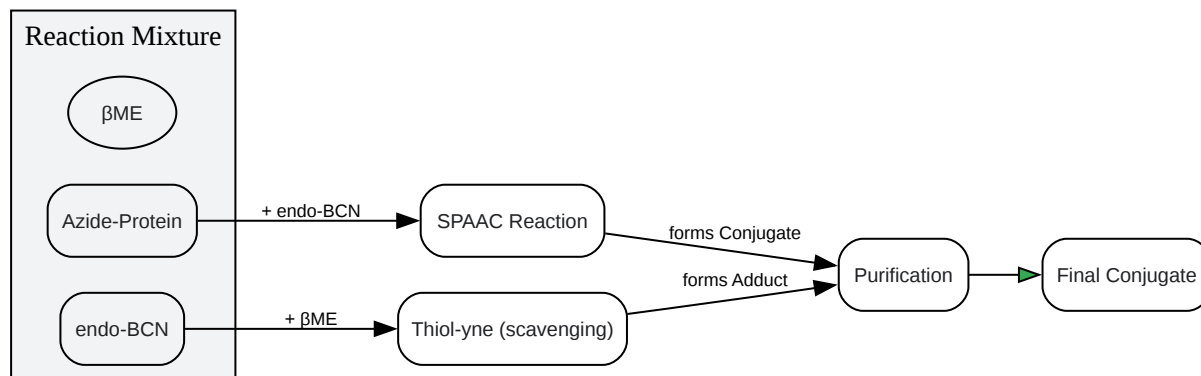 Reaction Mixture
βME
Azide-Protein
+ endo-BCN
SPAAC Reaction
forms Conjugate
endo-BCN
+ βME
Thiol-yne (scavenging)
forms Adduct
Purification
Final Conjugate